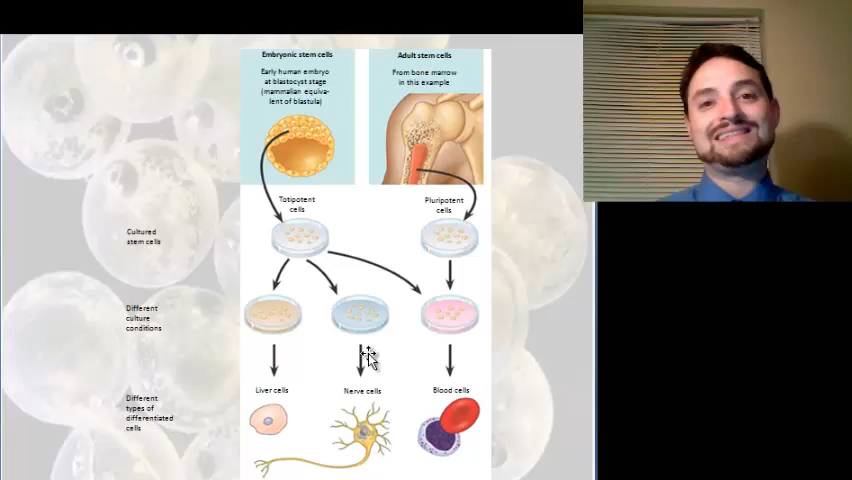 Embryonic stem cells
Early human embryo
at blastocyst stage
(mammalian equiva-
lent of blastula)
Adult stem cells
From bone marrow
in this example
Totipotent
cells
Pluripotent
cells
Cultured
stem cells
Different
culture
conditions
Liver cells
Nerve cells
Blood cells
Different
types of
differentiated
cells